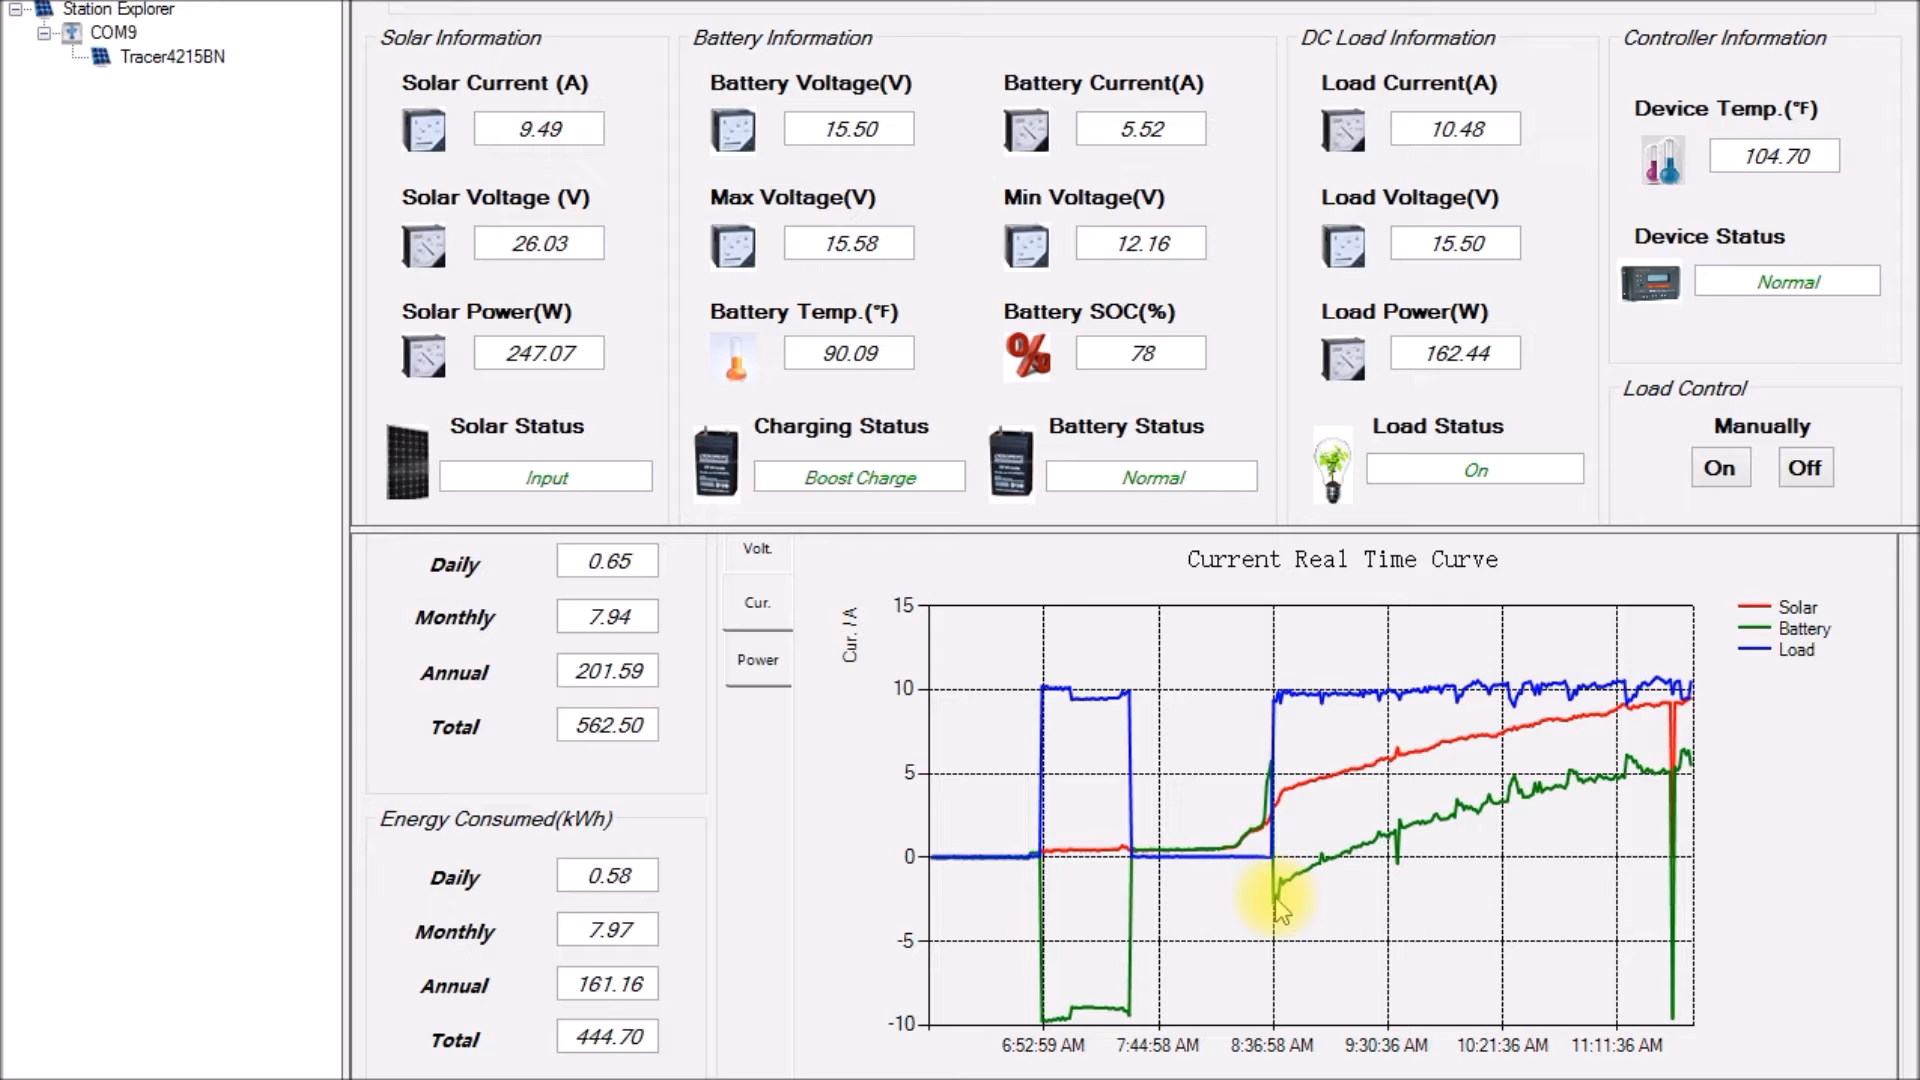 Station Explorer
COM9
Tracer4215BN
Solar Information
Solar Current (A)
9.49
Solar Voltage (V)
26.03
Solar Power(W)
247.07
Solar Status
Input
Battery Information
Battery Voltage(V)
15.50
Battery Current(A)
5.52
Max Voltage(V)
15.58
Min Voltage(V)
12.16
Battery Temp.(°F)
90.09
Battery SOC(%)
%
78
Charging Status
Boost Charge
Battery Status
Normal
DC Load Information
Load Current(A)
10.48
Load Voltage(V)
15.50
Load Power(W)
162.44
Load Status
On
Controller Information
Device Temp.(°F)
104.70
Device Status
Normal
Load Control
Manually
On Off
Daily 0.65
Monthly 7.94
Annual 201.59
Total 562.50
Energy Consumed(kWh)
Daily 0.58
Monthly 7.97
Annual 161.16
Total 444.70
Volt.
Cur.
Power
Current Real Time Curve
Cur. / A
15
10
5
0
-5
-10
6:52:59 AM 7:44:58 AM 8:36:58 AM 9:30:36 AM 10:21:36 AM 11:11:36 AM
Solar
Battery
Load